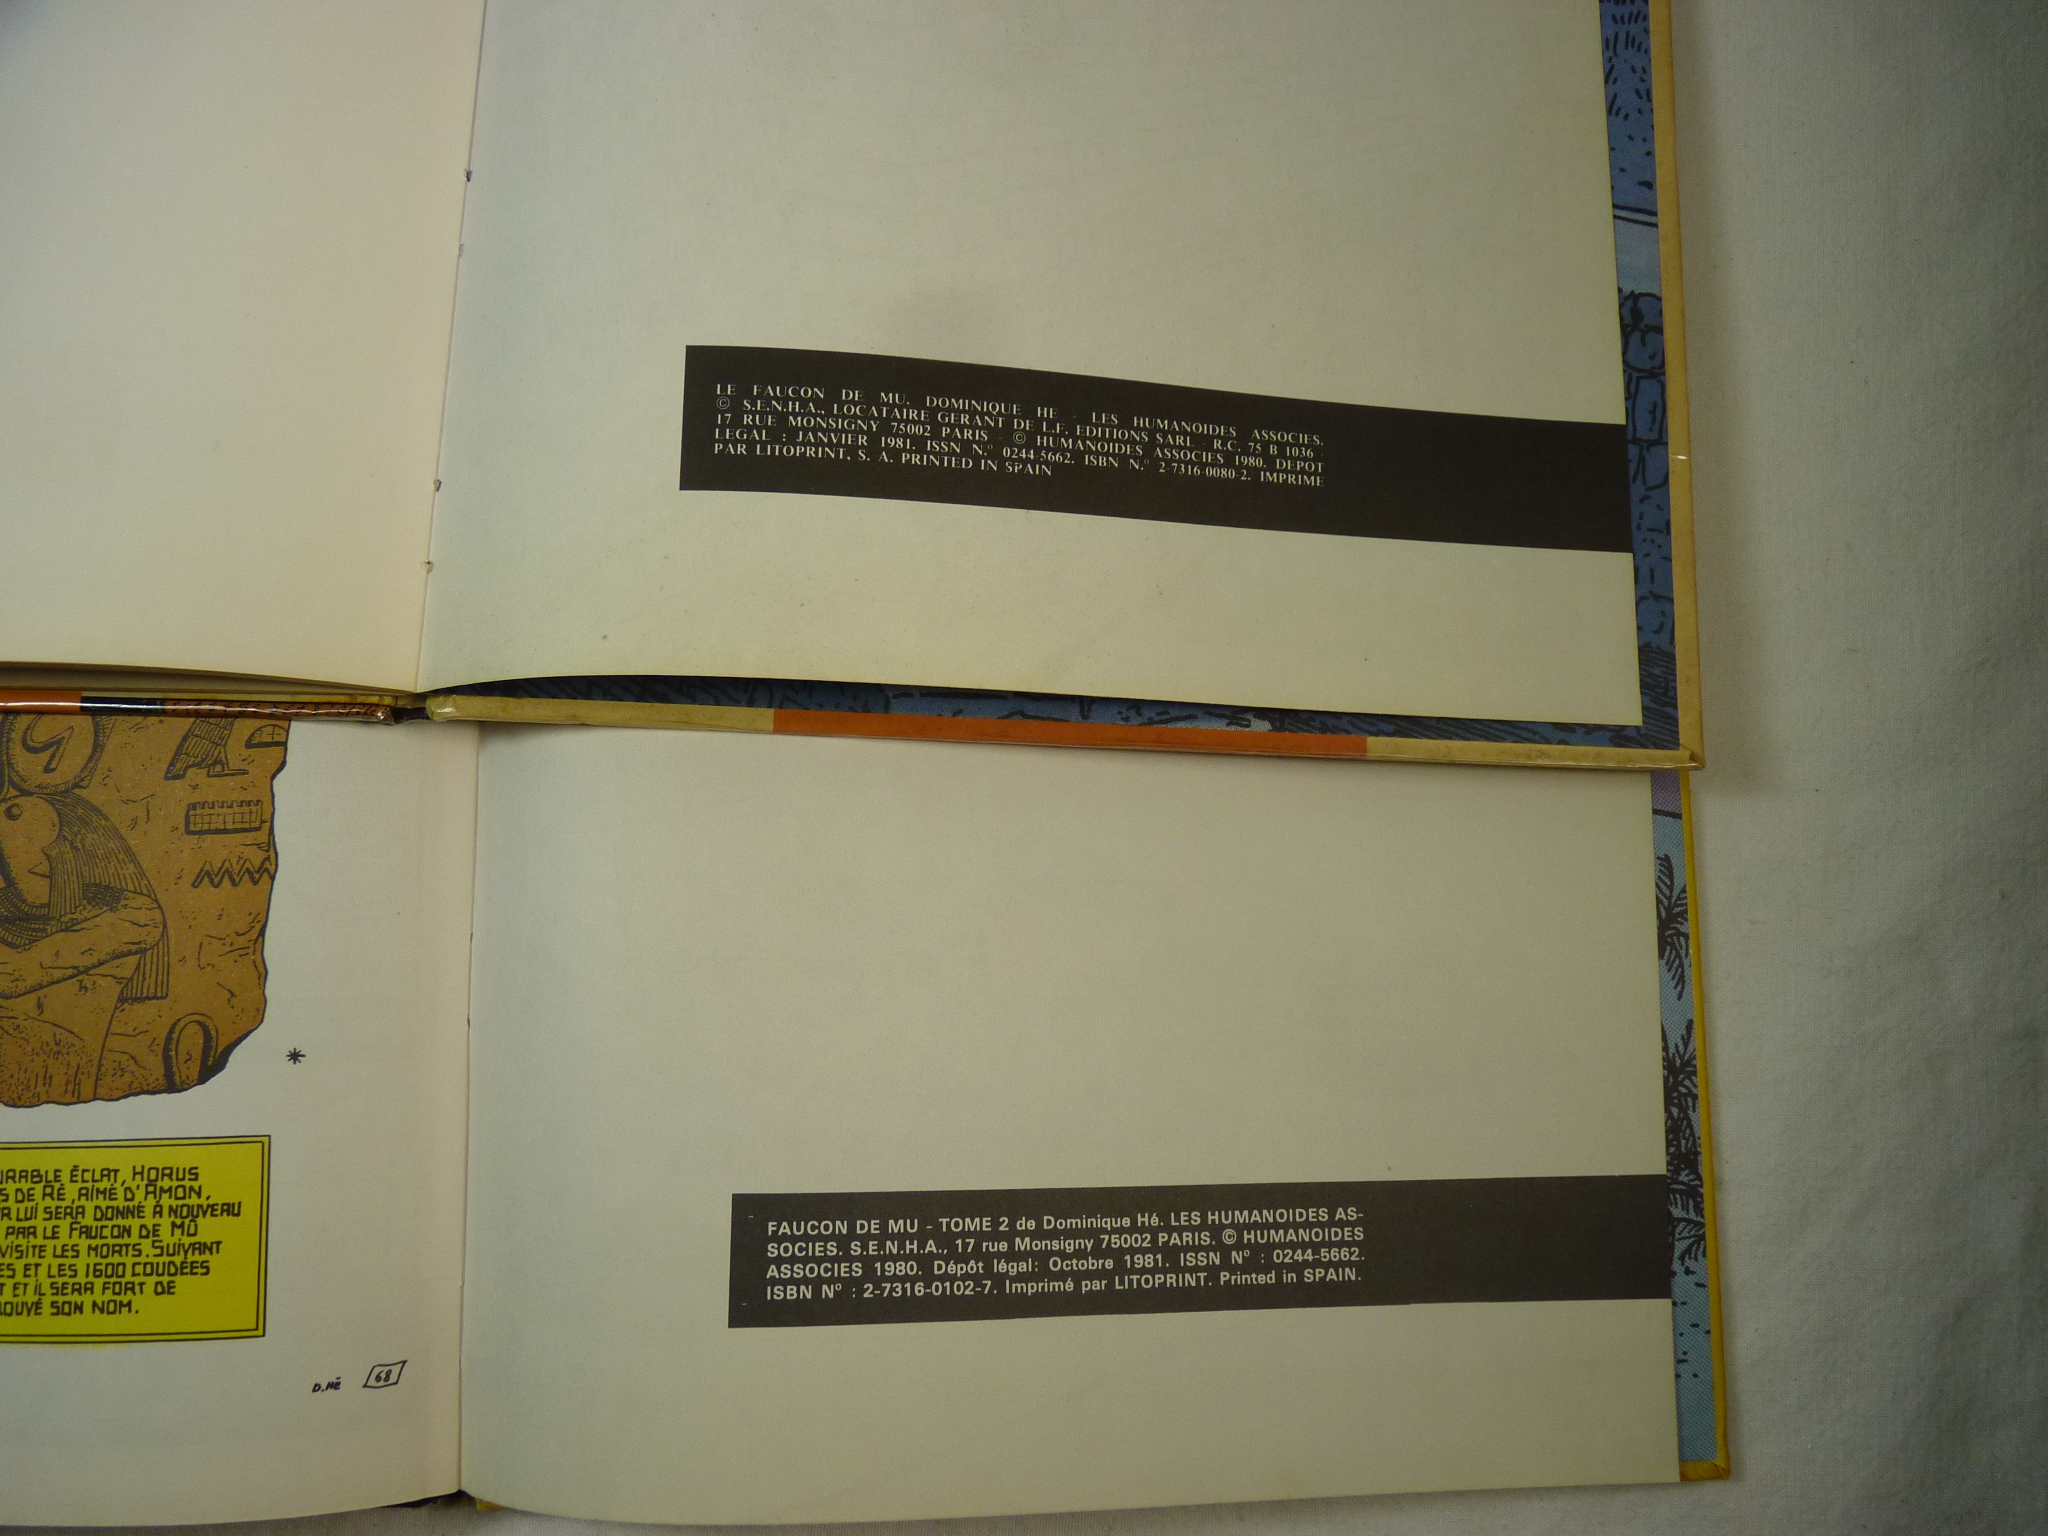 LE FAUCON DE MU. DOMINIQUE HE - LES HUMANOIDES ASSOCIES.
© S.E.N.H.A., LOCATAIRE GERANT DE L.F. EDITIONS SARL - R.C. 75 B 1036 -
17 RUE MONSIGNY 75002 PARIS - © HUMANOIDES ASSOCIES 1980. DEPOT
LEGAL : JANVIER 1981. ISSN N.º 0244-5662. ISBN N.º 2-7316-0080-2. IMPRIME
PAR LITOPRINT, S. A. PRINTED IN SPAIN
*
URABLE ÉCLAT, HORUS
S DE RÊ, AIMÉ D'AMON,
R LUI SERA DONNÉ A NOUVEAU
PAR LE FAUCON DE MÛ
VISITE LES MORTS. SUIVANT
ES ET LES 1600 COUDÉES
T ET IL SERA FORT DE
ROUVÉ SON NOM.
D.HÉ 68
FAUCON DE MU - TOME 2 de Dominique Hé. LES HUMANOIDES AS-
SOCIES. S.E.N.H.A., 17 rue Monsigny 75002 PARIS. © HUMANOIDES
ASSOCIES 1980. Dépôt légal: Octobre 1981. ISSN Nº : 0244-5662.
ISBN Nº : 2-7316-0102-7. Imprimé par LITOPRINT. Printed in SPAIN.